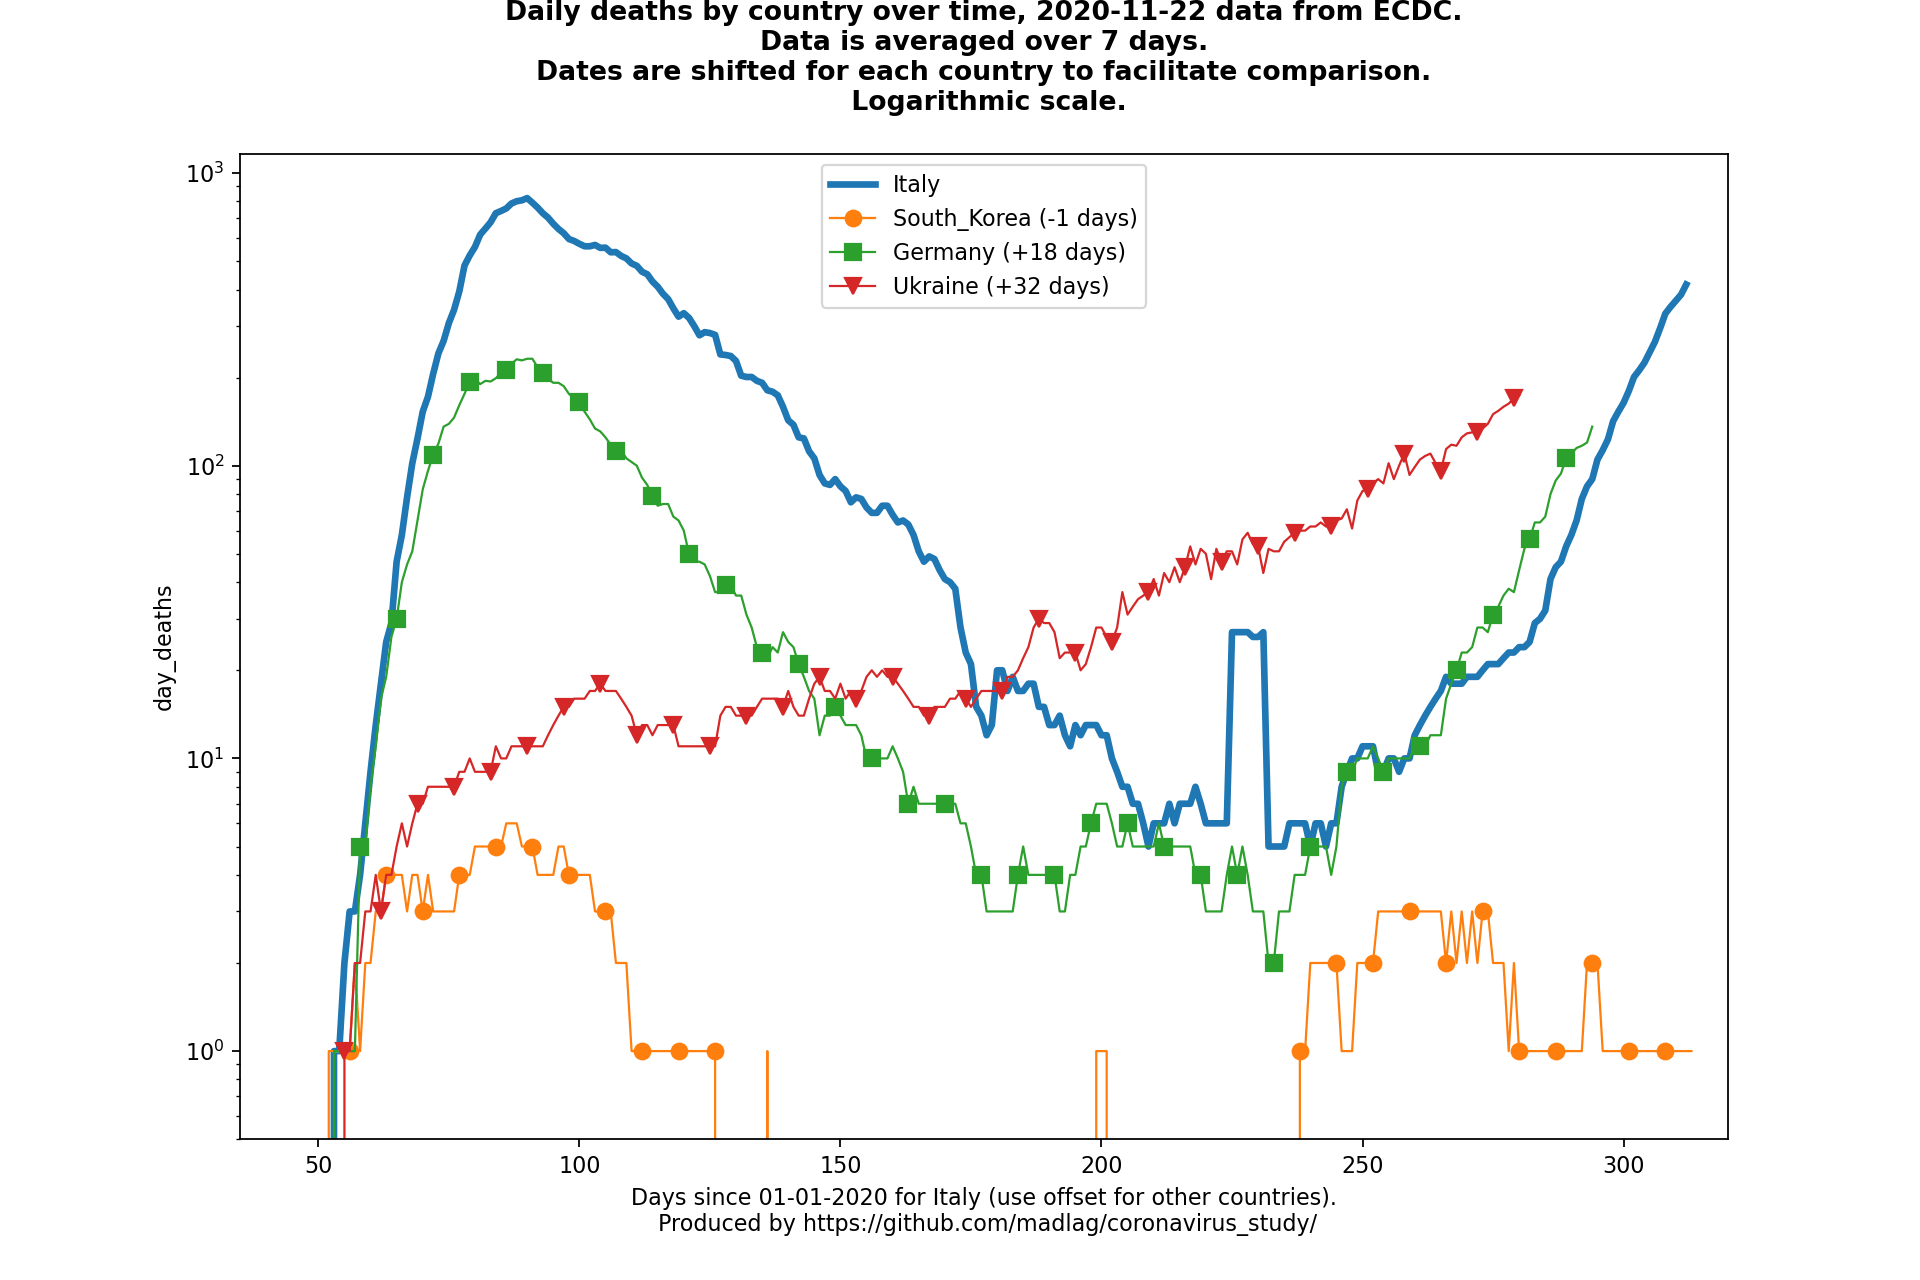 Daily deaths by country over time, 2020-11-22 data from ECDC.
Data is averaged over 7 days.
Dates are shifted for each country to facilitate comparison.
Logarithmic scale.
Italy
South_Korea (-1 days)
Germany (+18 days)
Ukraine (+32 days)
day_deaths
10³
10²
10¹
10⁰
50 100 150 200 250 300
Days since 01-01-2020 for Italy (use offset for other countries).
Produced by https://github.com/madlag/coronavirus_study/